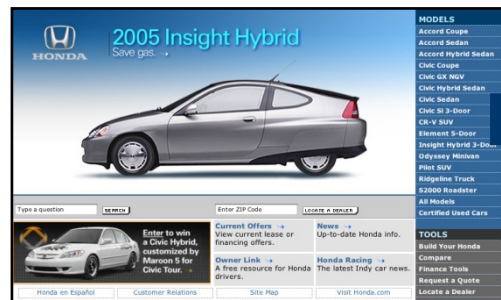 HONDA
2005 Insight Hybrid
Save gas.
Type a question
SEARCH
Enter ZIP Code
LOCATE A DEALER
Enter to win
a Civic Hybrid,
customized by
Maroon 5 for
Civic Tour.
Current Offers
View current lease or
financing offers.
News
Up-to-date Honda info.
Owner Link
A free resource for Honda
drivers.
Honda Racing
The latest Indy car news.
Honda en Español
Customer Relations
Site Map
Visit Honda.com
MODELS
Accord Coupe
Accord Sedan
Accord Hybrid Sedan
Civic Coupe
Civic GX NGV
Civic Hybrid Sedan
Civic Sedan
Civic Si 3-Door
CR-V SUV
Element 5-Door
Insight Hybrid 3-Door
Odyssey Minivan
Pilot SUV
Ridgeline Truck
S2000 Roadster
All Models
Certified Used Cars
TOOLS
Build Your Honda
Compare
Finance Tools
Request a Quote
Locate a Dealer